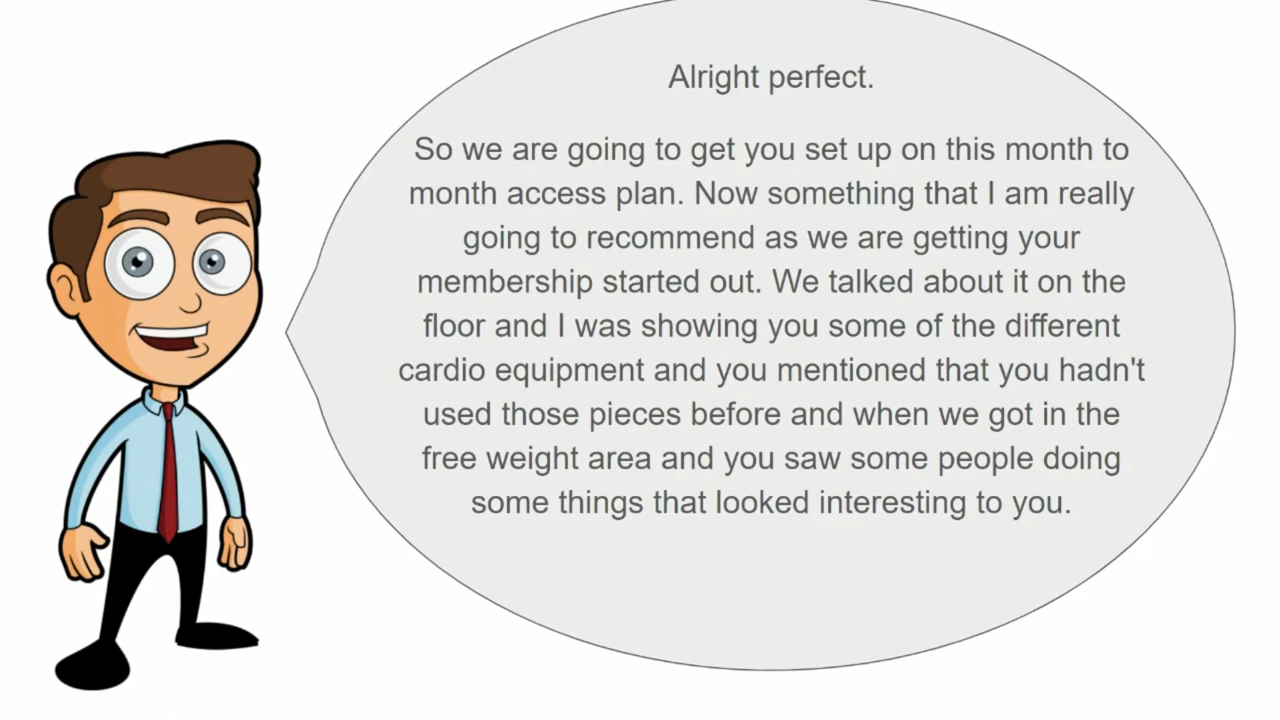 Alright perfect.
So we are going to get you set up on this month to
month access plan. Now something that I am really
going to recommend as we are getting your
membership started out. We talked about it on the
floor and I was showing you some of the different
cardio equipment and you mentioned that you hadn't
used those pieces before and when we got in the
free weight area and you saw some people doing
some things that looked interesting to you.